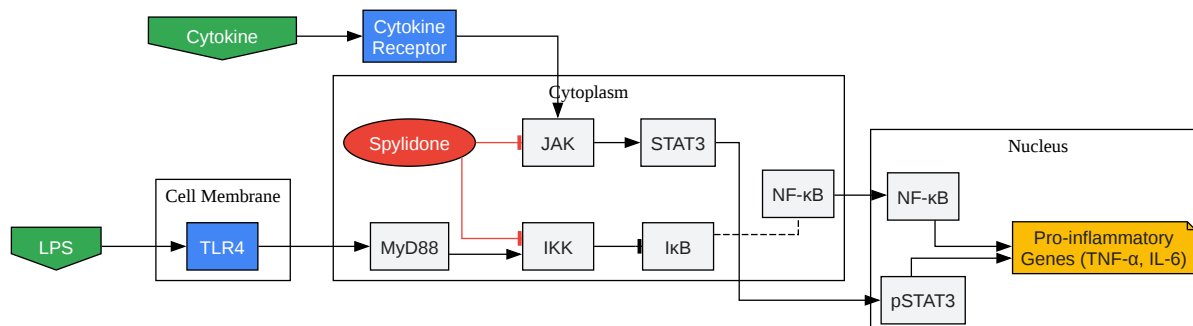 Cytokine
Cytokine
Receptor
Cytoplasm
Spylidone
JAK
STAT3
Nucleus
Cell Membrane
NF-κB
NF-κB
LPS
TLR4
MyD88
IKK
IκB
Pro-inflammatory
Genes (TNF-α, IL-6)
pSTAT3